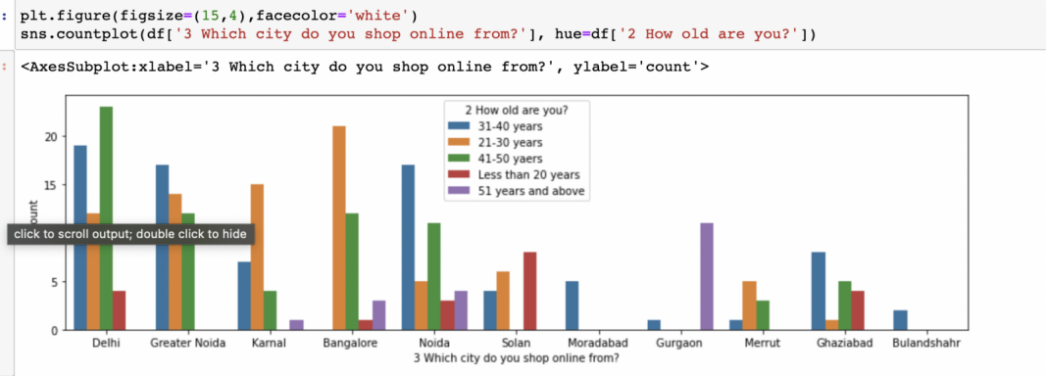 : plt.figure(figsize=(15,4),facecolor='white')
sns.countplot(df['3 Which city do you shop online from?'], hue=df['2 How old are you?'])
: <AxesSubplot:xlabel='3 Which city do you shop online from?', ylabel='count'>
2 How old are you?
31-40 years
21-30 years
41-50 yaers
Less than 20 years
51 years and above
20
15
click to scroll output; double click to hide
5
0
Delhi Greater Noida Karnal Bangalore Noida Solan Moradabad Gurgaon Merrut Ghaziabad Bulandshahr
3 Which city do you shop online from?